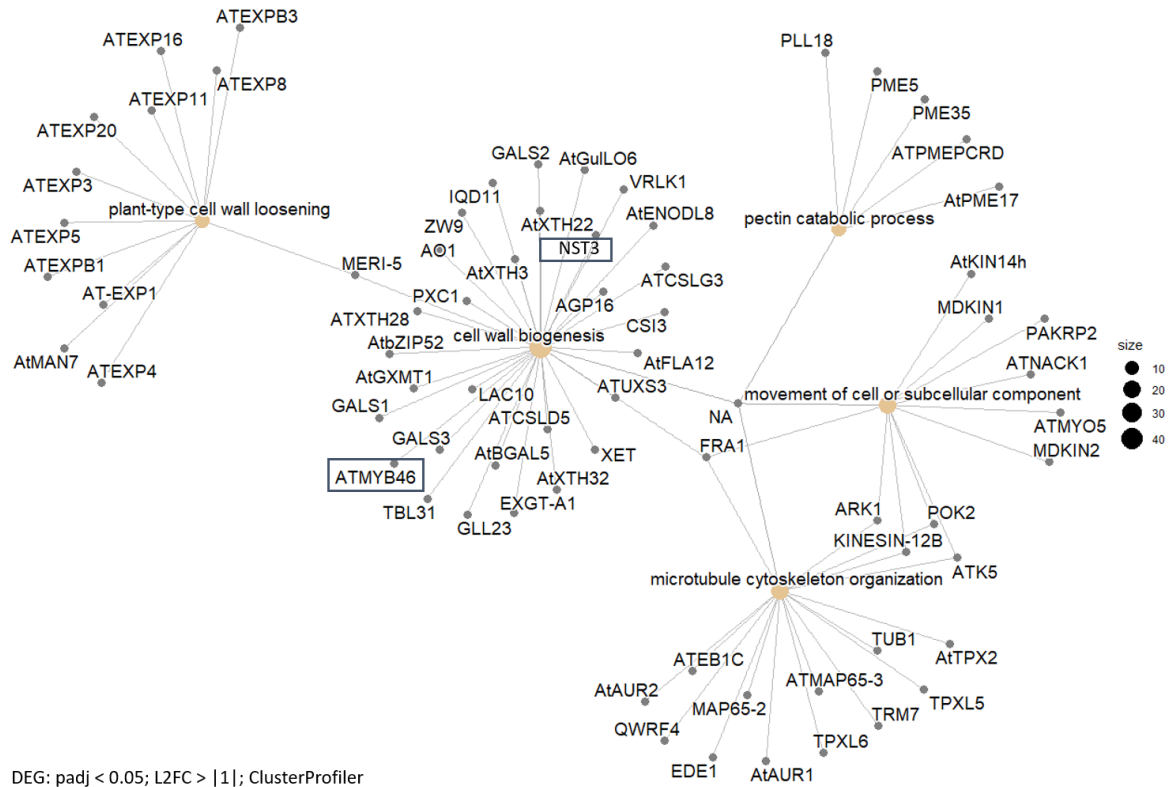 ATEXPB3
ATEXP16
ATEXP8
ATEXP11
ATEXP20
ATEXP3
plant-type cell wall loosening
ATEXP5
ATEXPB1
AT-EXP1
AtMAN7
ATEXP4
MERI-5
GALS2
AtGulLO6
IQD11
VRLK1
ZW9
AtXTH22
AtENODL8
AO1
NST3
AtXTH3
ATCSLG3
PXC1
AGP16
ATXTH28
CSI3
cell wall biogenesis
AtbZIP52
AtFLA12
AtGXMT1
ATUXS3
LAC10
GALS1
ATCSLD5
GALS3
AtBGAL5
XET
ATMYB46
AtXTH32
TBL31
EXGT-A1
GLL23
PLL18
PME5
PME35
ATPMEPCRD
AtPME17
pectin catabolic process
AtKIN14h
MDKIN1
PAKRP2
ATNACK1
movement of cell or subcellular component
NA
ATMYO5
FRA1
MDKIN2
ARK1
POK2
KINESIN-12B
ATK5
microtubule cytoskeleton organization
TUB1
AtTPX2
ATEB1C
ATMAP65-3
AtAUR2
TPXL5
MAP65-2
TRM7
QWRF4
TPXL6
EDE1
AtAUR1
size
10
20
30
40
DEG: padj < 0.05; L2FC > |1|; ClusterProfiler